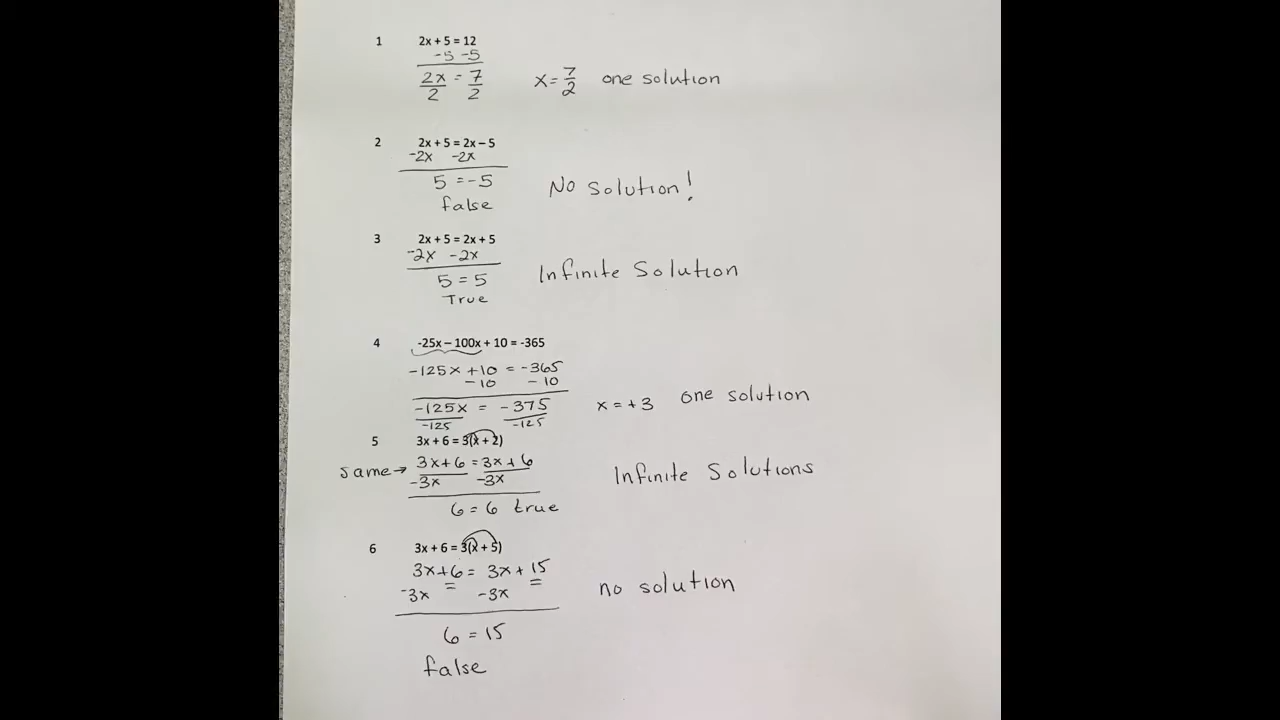 1 2x + 5 = 12
-5 -5
2x/2 = 7/2 x = 7/2 one solution
2 2x + 5 = 2x – 5
-2x -2x
5 = -5 No Solution!
false
3 2x + 5 = 2x + 5
-2x -2x
5 = 5 Infinite Solution
True
4 -25x – 100x + 10 = -365
-125x + 10 = -365
-10 -10
-125x/-125 = -375/-125 x = +3 one solution
5 3x + 6 = 3(x + 2)
Same → 3x + 6 = 3x + 6 Infinite Solutions
-3x -3x
6 = 6 true
6 3x + 6 = 3(x + 5)
3x + 6 = 3x + 15
-3x -3x no solution
6 = 15
false